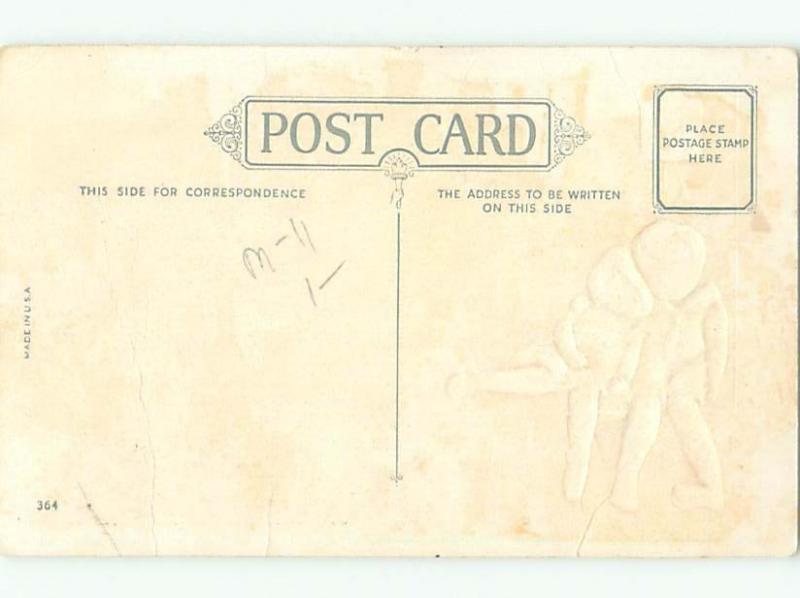 POST CARD
PLACE
POSTAGE STAMP
HERE
THIS SIDE FOR CORRESPONDENCE
THE ADDRESS TO BE WRITTEN
ON THIS SIDE
M-11
1-
MADE IN U.S.A
364